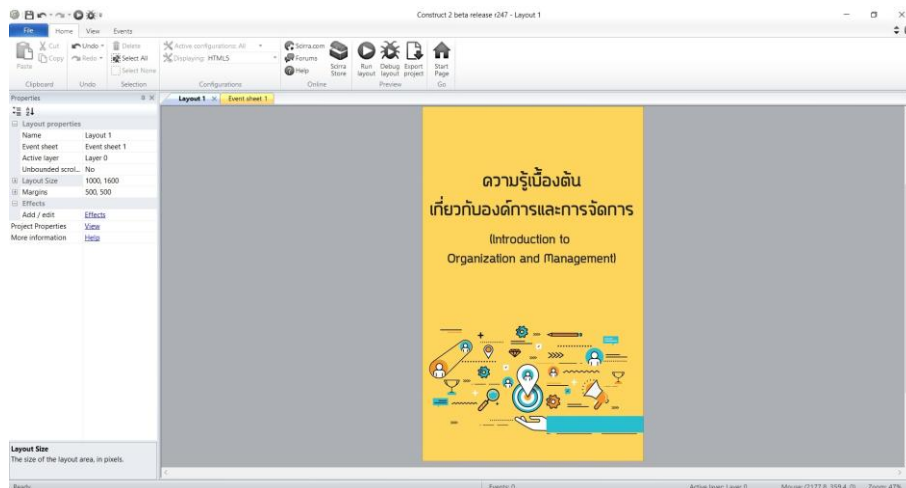 Construct 2 beta release r247 - Layout 1
File Home View Events
Paste Cut Copy Undo Redo Delete Select All Select None Active configurations: All Displaying: HTML5 Scirra.com Forums Help Scirra Store Run layout Debug layout Export project Start Page
Clipboard Undo Selection Configurations Online Preview Go
Properties
Layout 1 Event sheet 1
Layout properties
Name Layout 1
Event sheet Event sheet 1
Active layer Layer 0
Unbounded scrol... No
Layout Size 1000, 1600
Margins 500, 500
Effects
Add / edit Effects
Project Properties View
More information Help
ความรู้เบื้องต้น
เกี่ยวกับองค์การและการจัดการ
(Introduction to
Organization and Management)
Layout Size
The size of the layout area, in pixels.
Ready Events: 0 Active layer: Layer 0 Mouse: (2177.8, 359.4, 0) Zoom: 47%